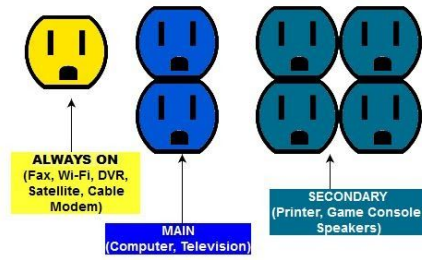 ALWAYS ON
(Fax, Wi-Fi, DVR,
Satellite, Cable
Modem)
MAIN
(Computer, Television)
SECONDARY
(Printer, Game Console
Speakers)